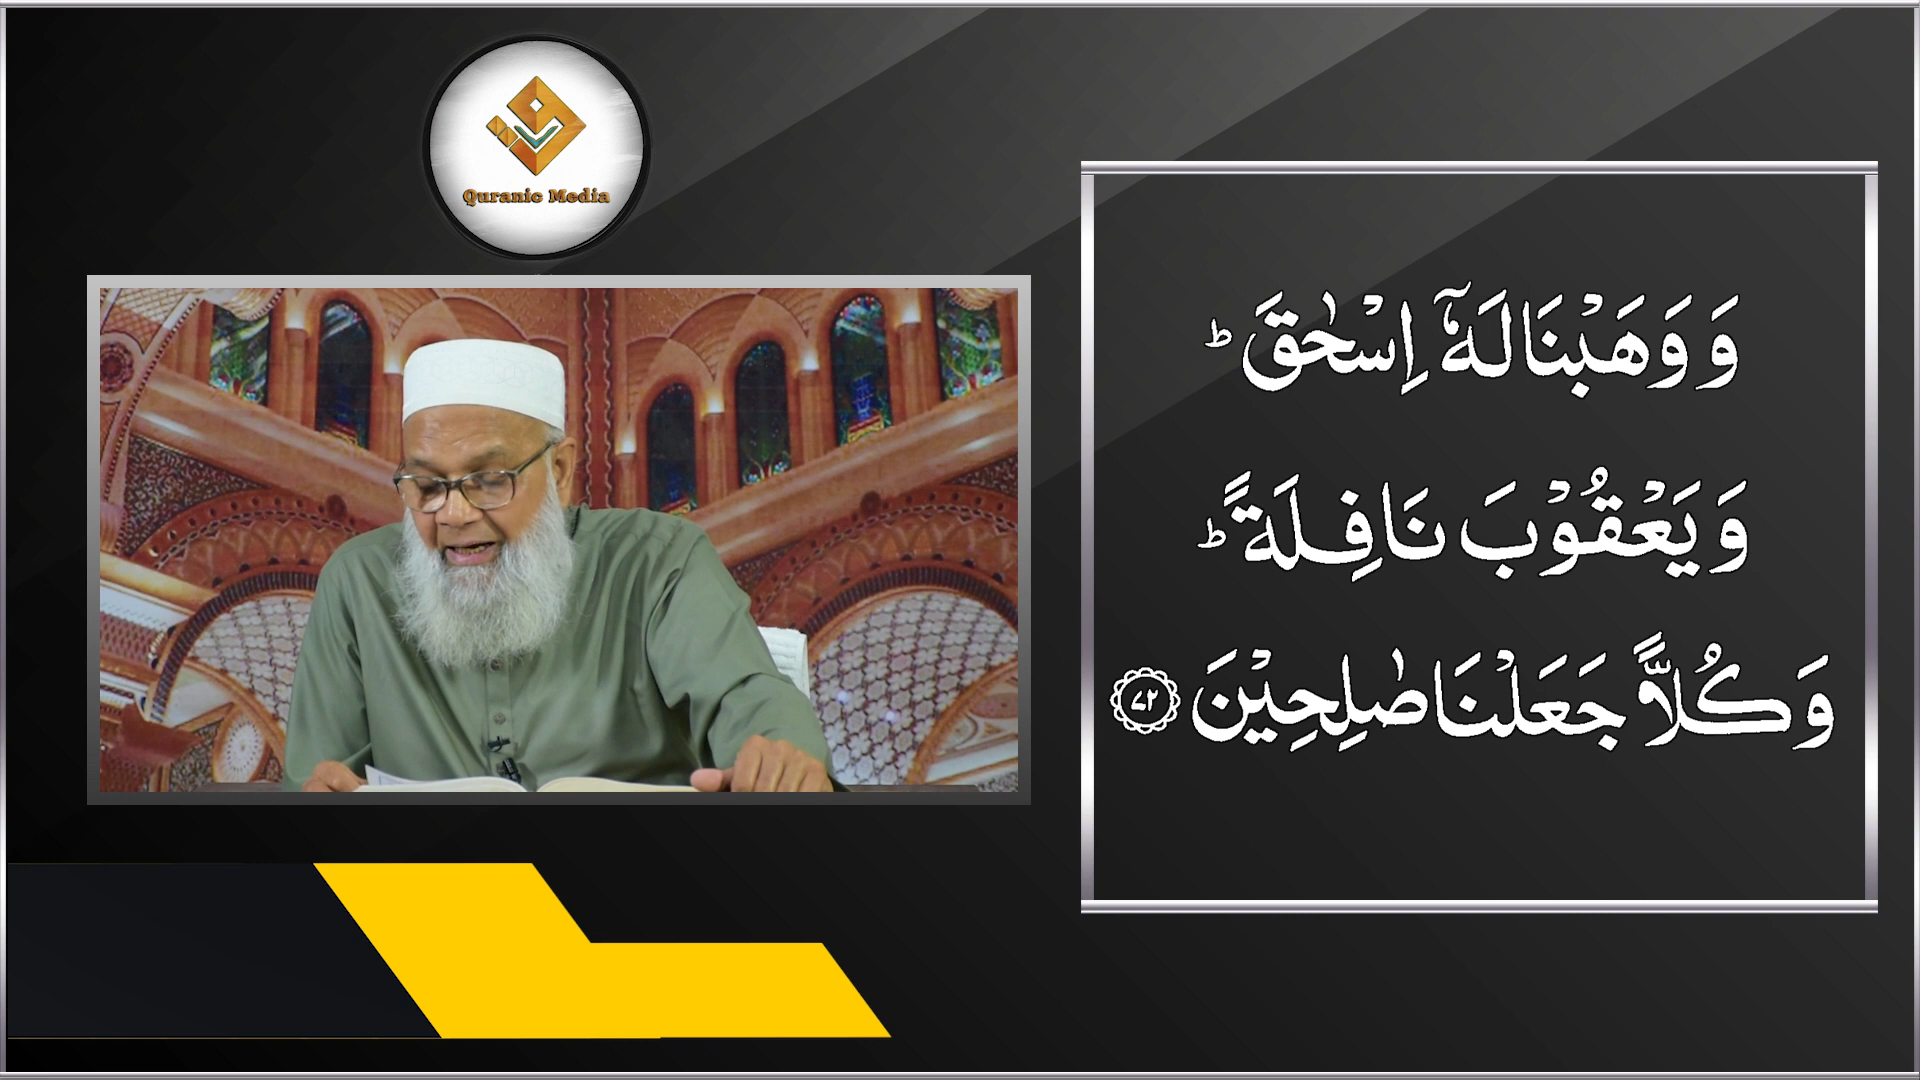 Quranic Media
وَ وَهَبْنَا لَهٗۤ اِسْحٰقَ ؕ
وَ يَعْقُوْبَ نَافِلَةً ؕ
وَ كُلًّا جَعَلْنَا صٰلِحِيْنَ ﴿۷۲﴾